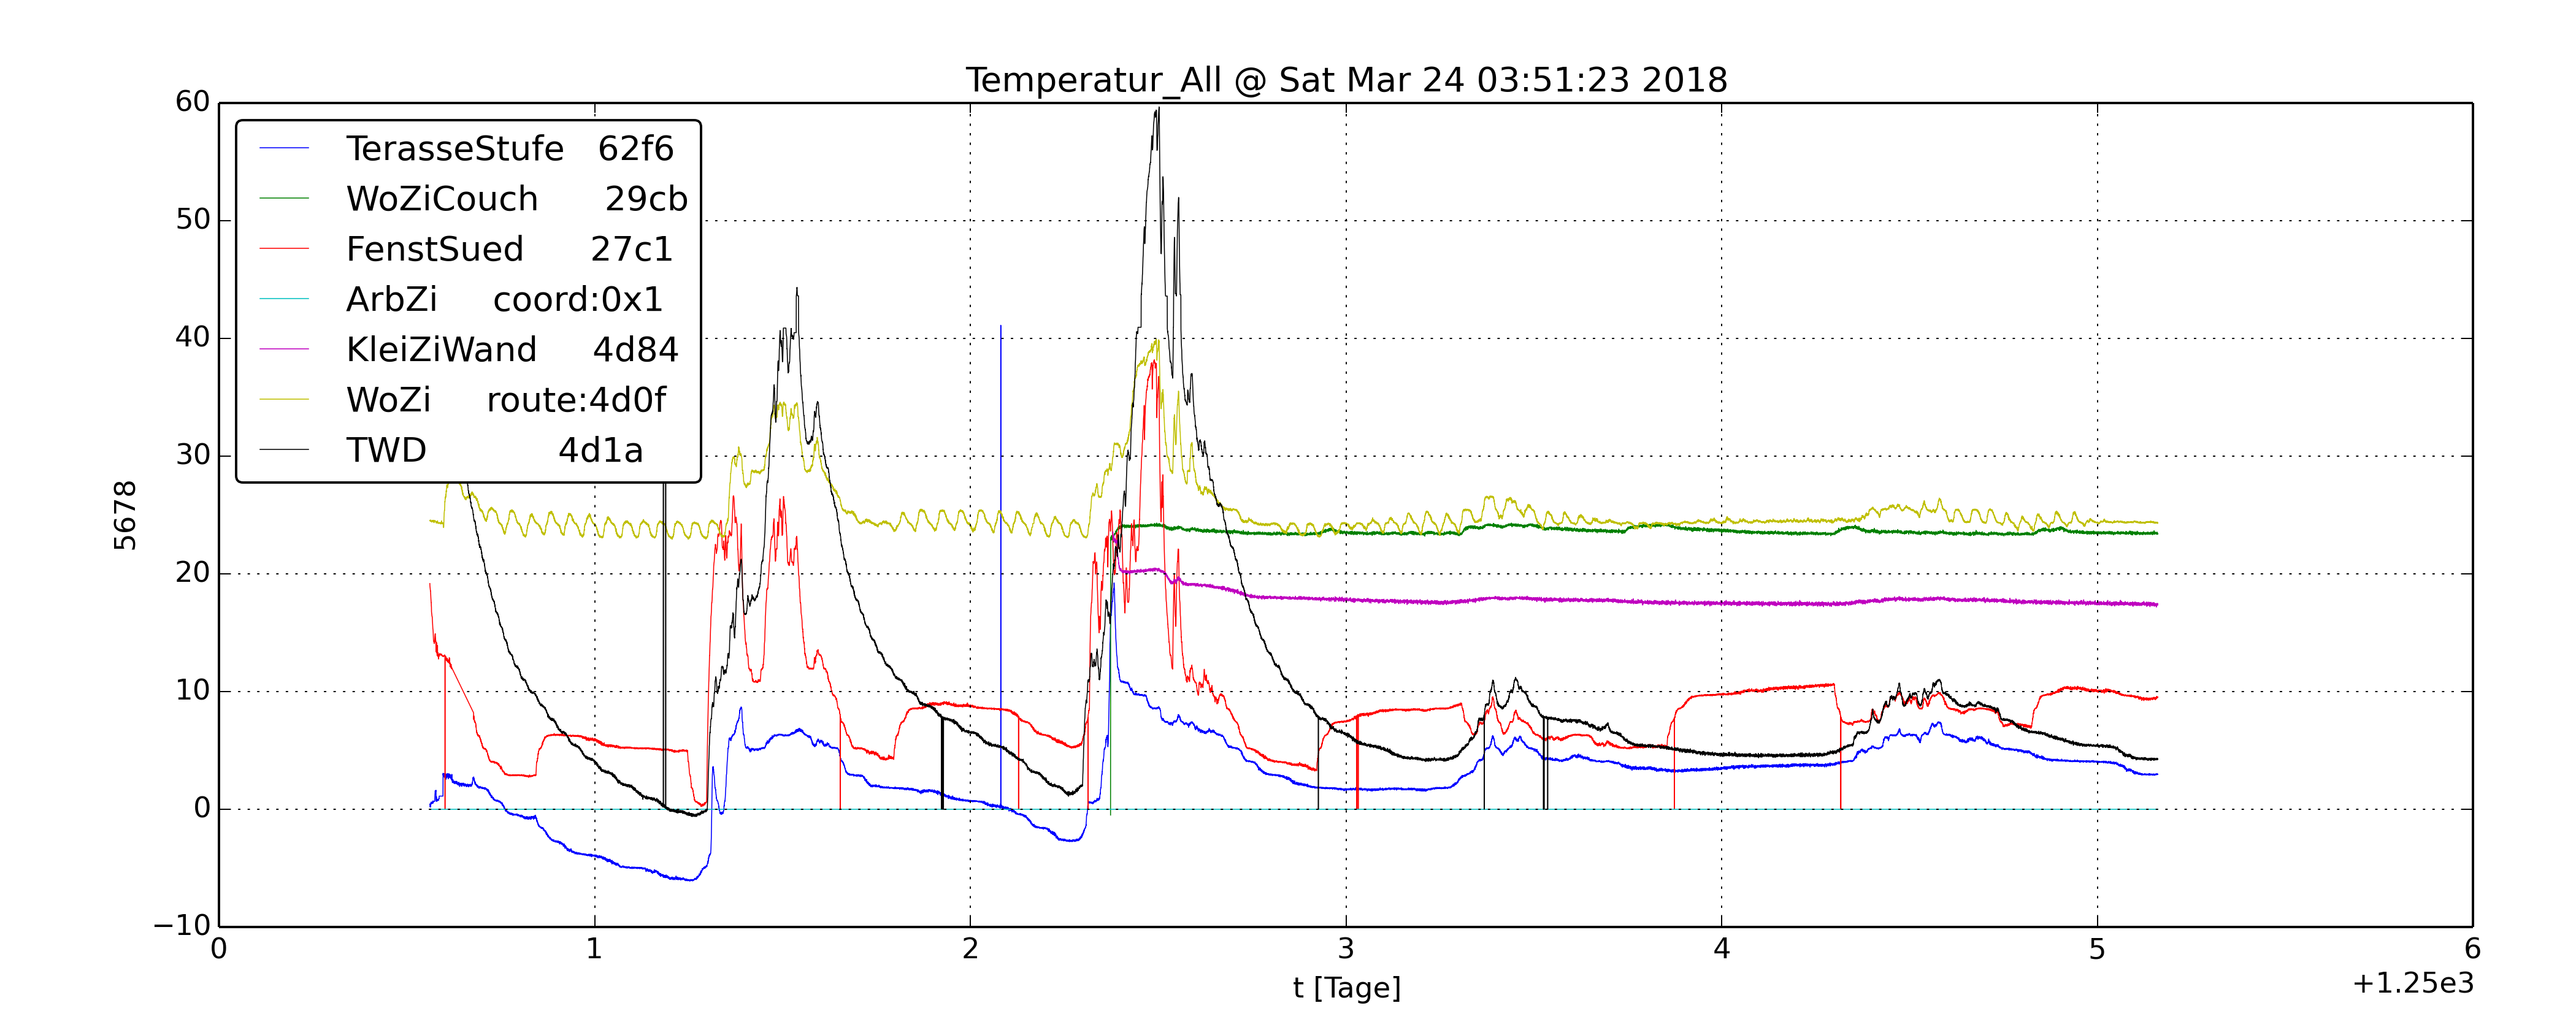 Temperatur_All @ Sat Mar 24 03:51:23 2018
60
50
40
30
20
10
0
−10
5678
TerasseStufe 62f6
WoZiCouch 29cb
FenstSued 27c1
ArbZi coord:0x1
KleiZiWand 4d84
WoZi route:4d0f
TWD 4d1a
0 1 2 3 4 5 6
t [Tage]
+1.25e3